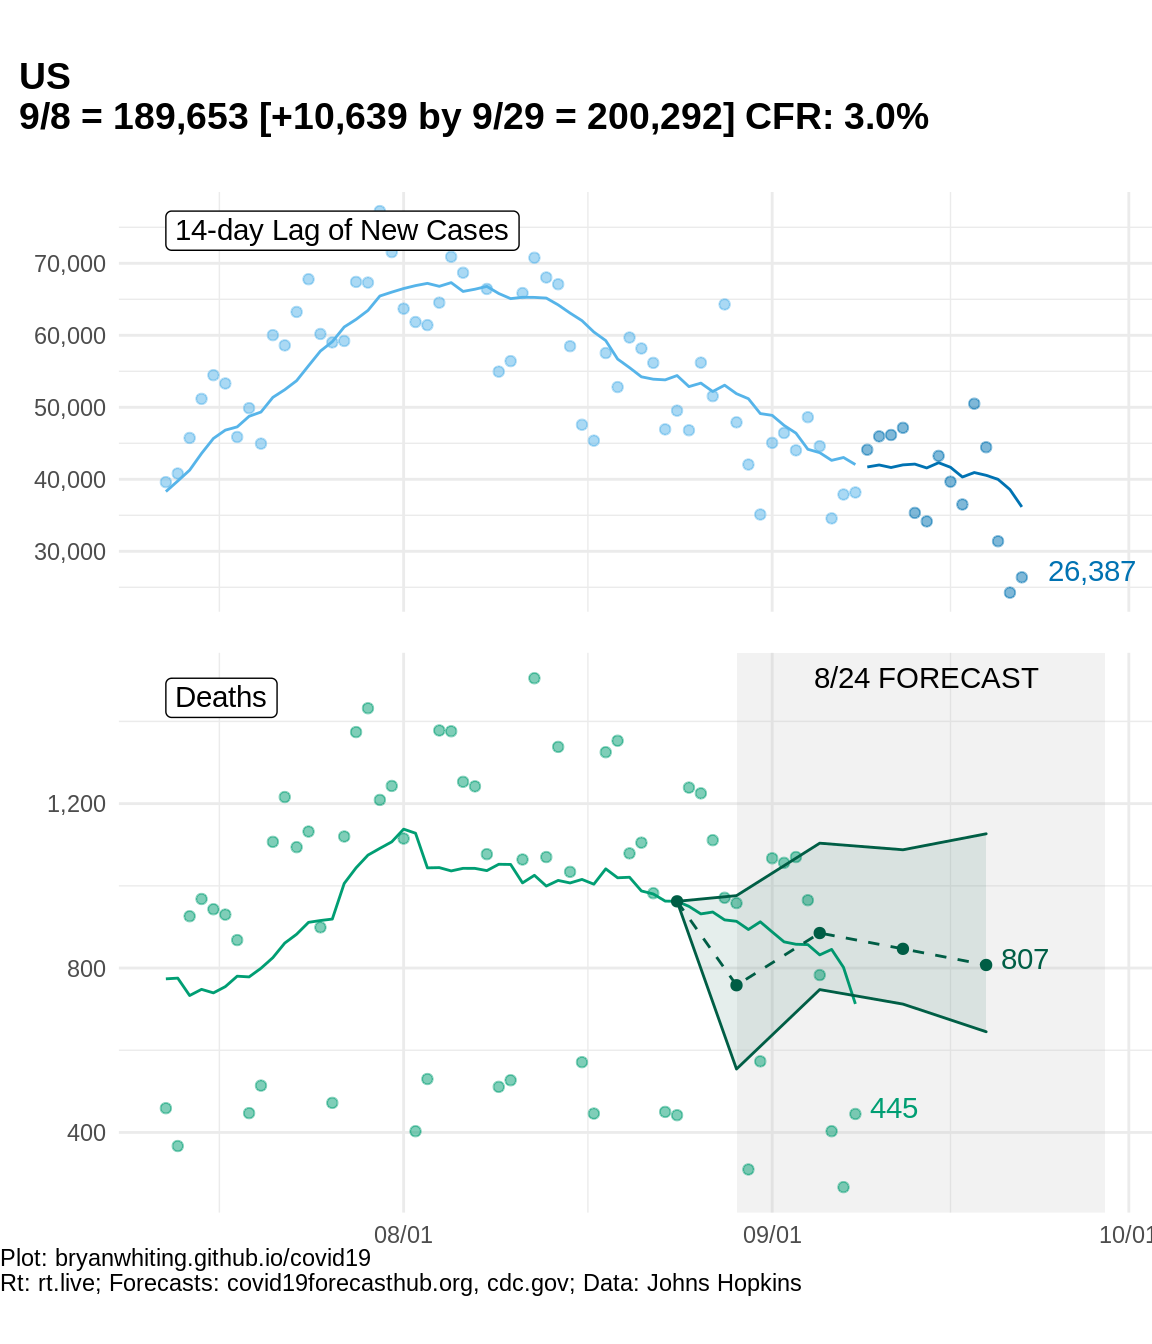 US
9/8 = 189,653 [+10,639 by 9/29 = 200,292] CFR: 3.0%
14-day Lag of New Cases
70,000
60,000
50,000
40,000
30,000
26,387
Deaths
8/24 FORECAST
1,200
800
400
807
445
08/01
09/01
10/01
Plot: bryanwhiting.github.io/covid19
Rt: rt.live; Forecasts: covid19forecasthub.org, cdc.gov; Data: Johns Hopkins